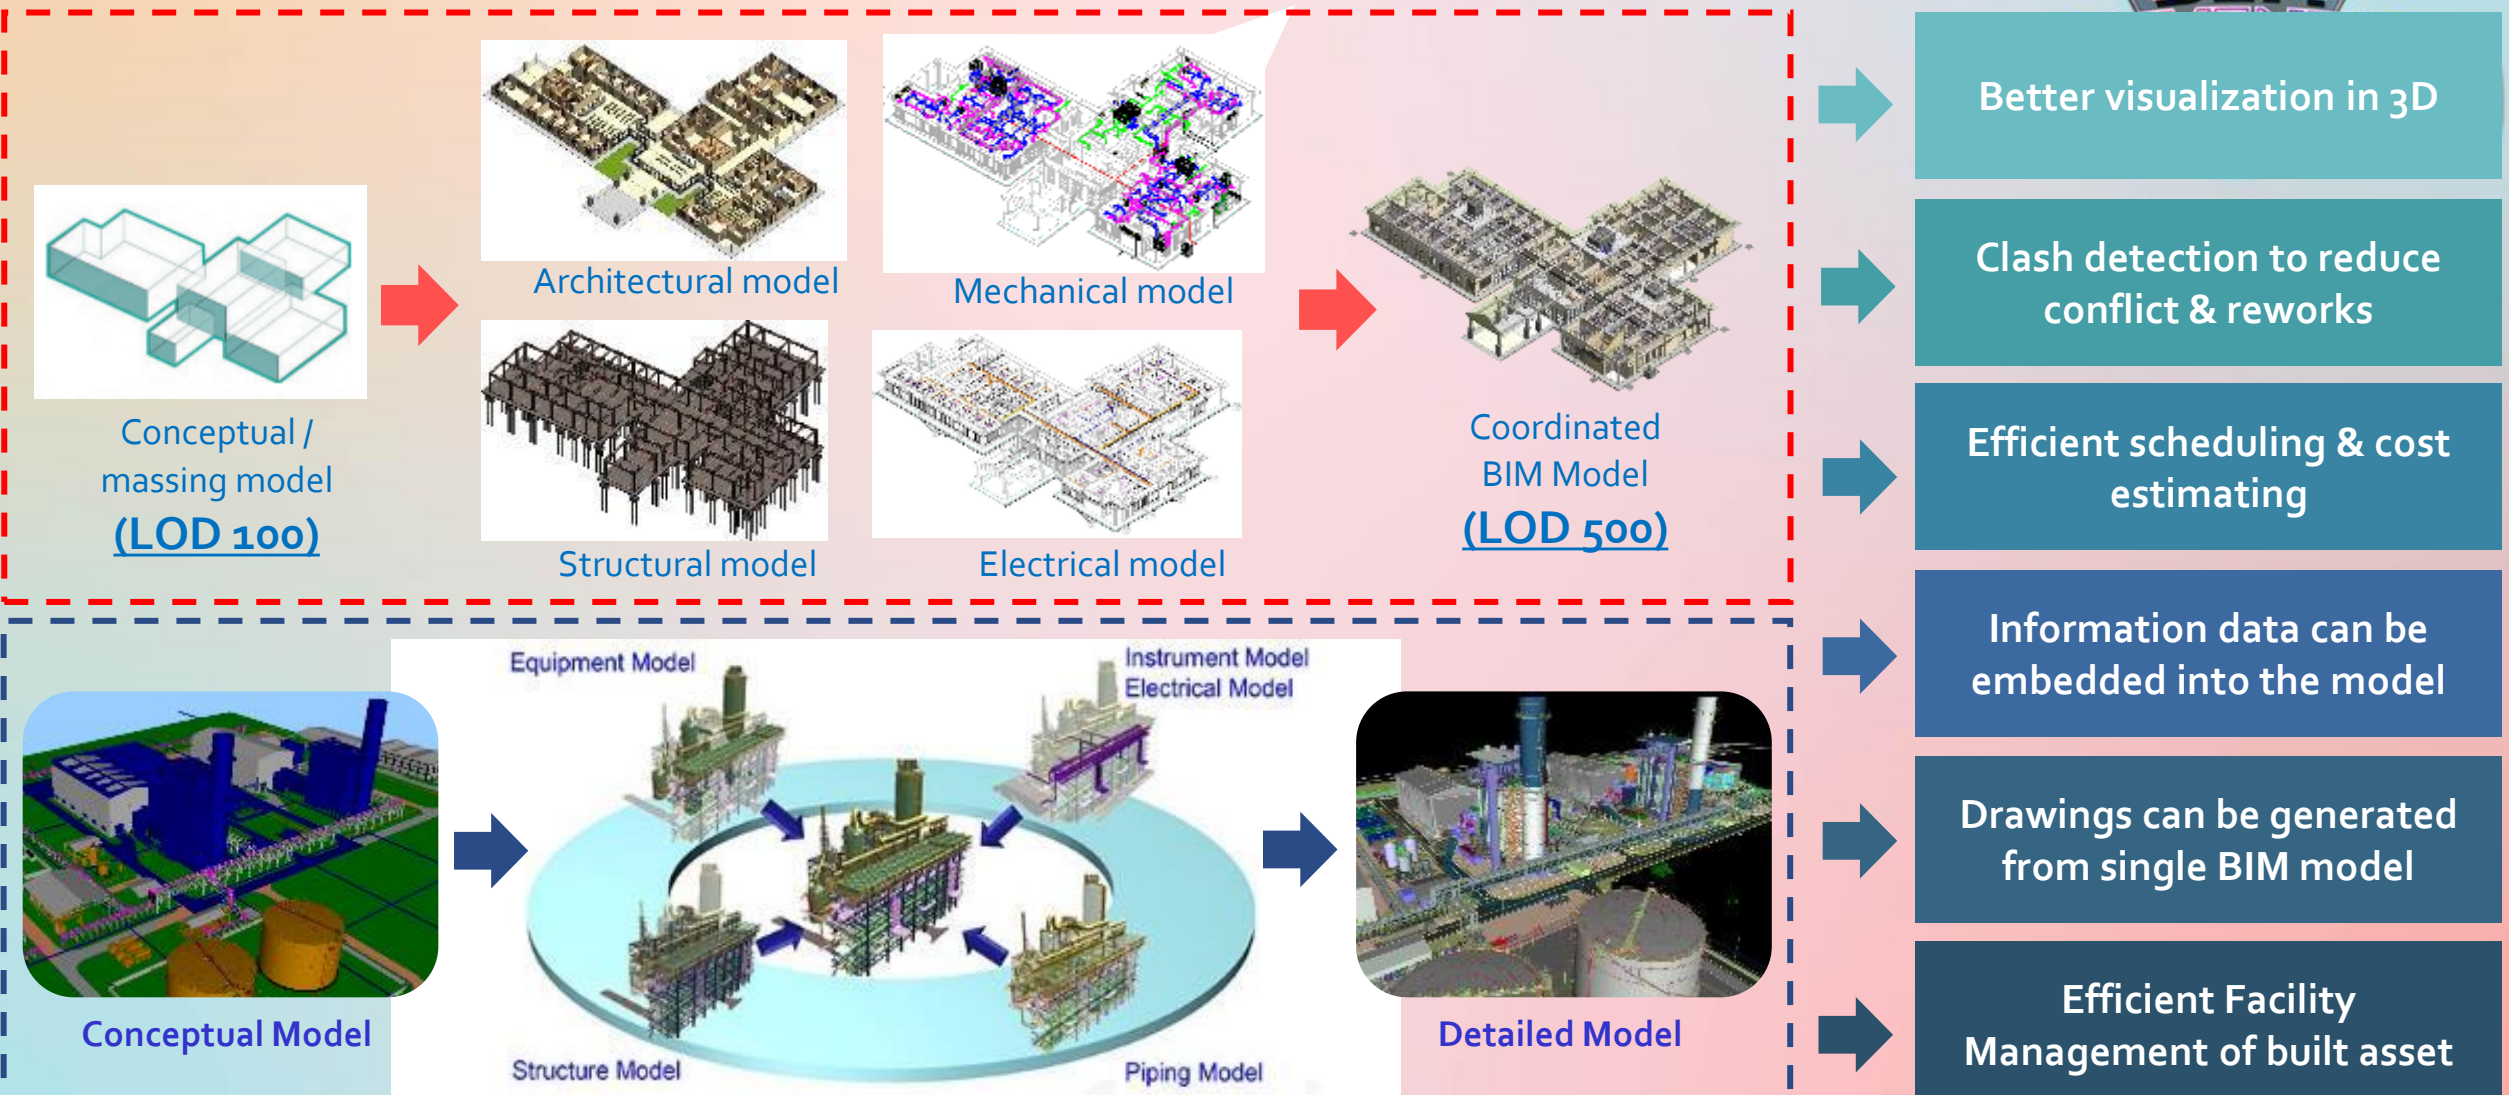 Architectural model
Mechanical model
Conceptual /
massing model
(LOD 100)
Structural model
Electrical model
Coordinated
BIM Model
(LOD 500)
Equipment Model
Instrument Model
Electrical Model
Conceptual Model
Structure Model
Piping Model
Detailed Model
Better visualization in 3D
Clash detection to reduce
conflict & reworks
Efficient scheduling & cost
estimating
Information data can be
embedded into the model
Drawings can be generated
from single BIM model
Efficient Facility
Management of built asset